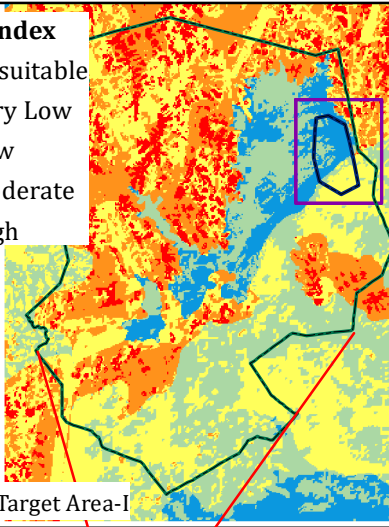 ndex
suitable
ry Low
w
derate
gh
Target Area-I